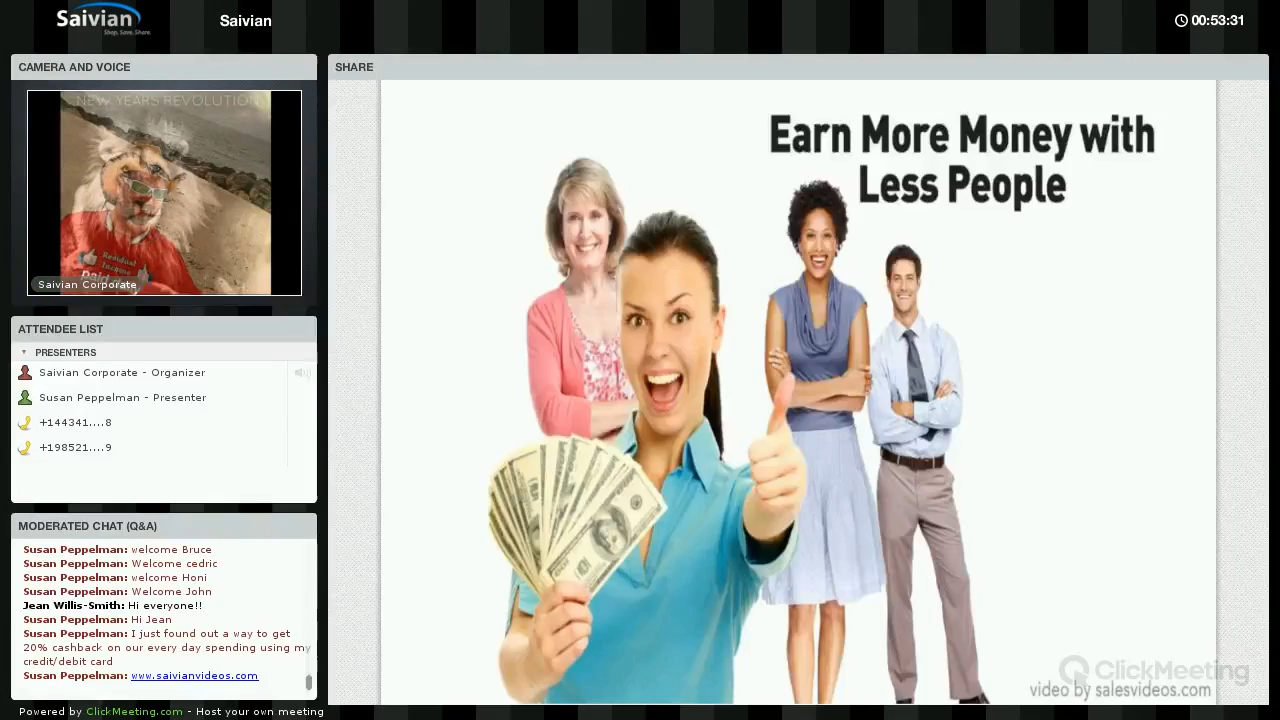 Saivian
Shop. Save. Share.
Saivian
00:53:31
CAMERA AND VOICE
NEW YEARS REVOLUTION
Residual
Income
Saivian Corporate
ATTENDEE LIST
PRESENTERS
Saivian Corporate - Organizer
Susan Peppelman - Presenter
+144341....8
+198521....9
MODERATED CHAT (Q&A)
Susan Peppelman: welcome Bruce
Susan Peppelman: Welcome cedric
Susan Peppelman: welcome Honi
Susan Peppelman: Welcome John
Jean Willis-Smith: Hi everyone!!
Susan Peppelman: Hi Jean
Susan Peppelman: I just found out a way to get
20% cashback on our every day spending using my
credit/debit card
Susan Peppelman: www.saivianvideos.com
Powered by ClickMeeting.com - Host your own meeting
SHARE
Earn More Money with
Less People
ClickMeeting
video by salesvideos.com